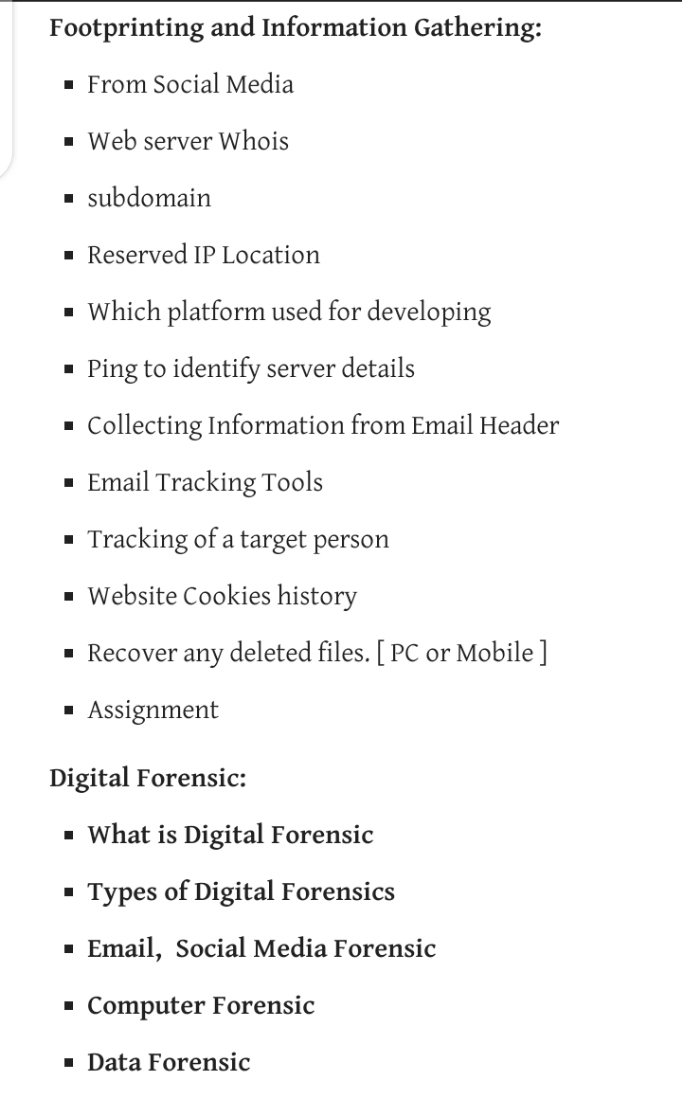 Footprinting and Information Gathering:
▪ From Social Media
▪ Web server Whois
▪ subdomain
▪ Reserved IP Location
▪ Which platform used for developing
▪ Ping to identify server details
▪ Collecting Information from Email Header
▪ Email Tracking Tools
▪ Tracking of a target person
▪ Website Cookies history
▪ Recover any deleted files. [ PC or Mobile ]
▪ Assignment
Digital Forensic:
▪ What is Digital Forensic
▪ Types of Digital Forensics
▪ Email,  Social Media Forensic
▪ Computer Forensic
▪ Data Forensic